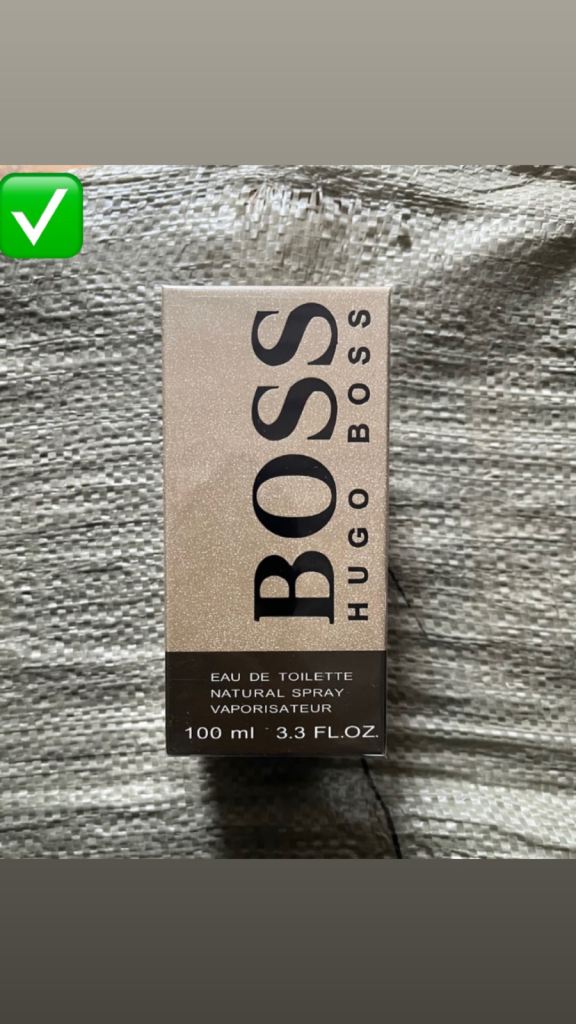 BOSS
HUGO BOSS
EAU DE TOILETTE
NATURAL SPRAY
VAPORISATEUR
100 ml 3.3 FL.OZ.